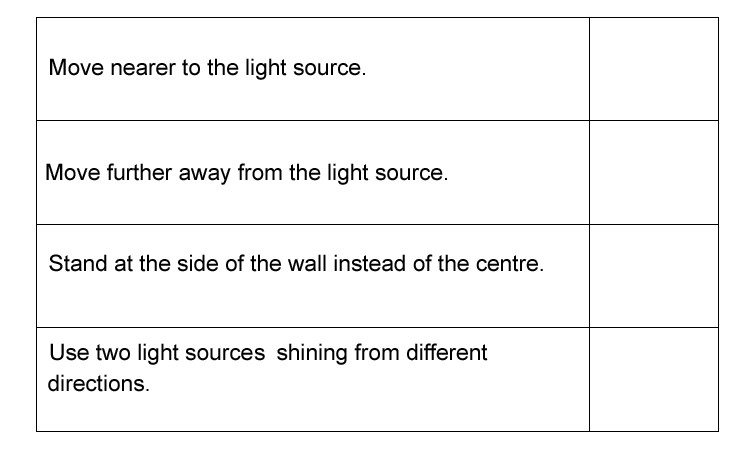 Move nearer to the light source.
Move further away from the light source.
Stand at the side of the wall instead of the centre.
Use two light sources shining from different
directions.